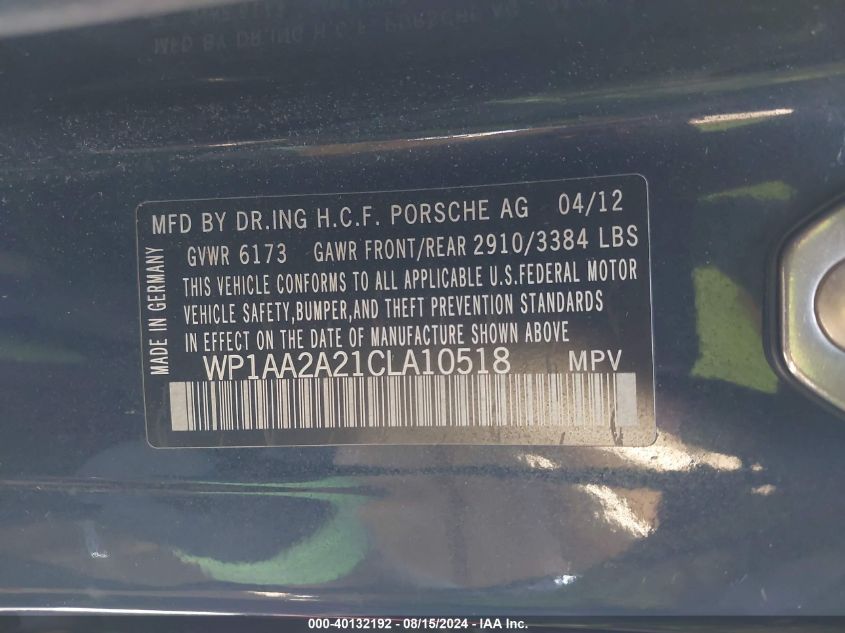 MFD BY DR.ING H.C.F. PORSCHE AG 04/12
GVWR 6173 GAWR FRONT/REAR 2910/3384 LBS
THIS VEHICLE CONFORMS TO ALL APPLICABLE U.S.FEDERAL MOTOR
VEHICLE SAFETY,BUMPER,AND THEFT PREVENTION STANDARDS
IN EFFECT ON THE DATE OF MANUFACTURE SHOWN ABOVE
WP1AA2A21CLA10518 MPV
MADE IN GERMANY
000-40132192 - 08/15/2024 - IAA Inc.